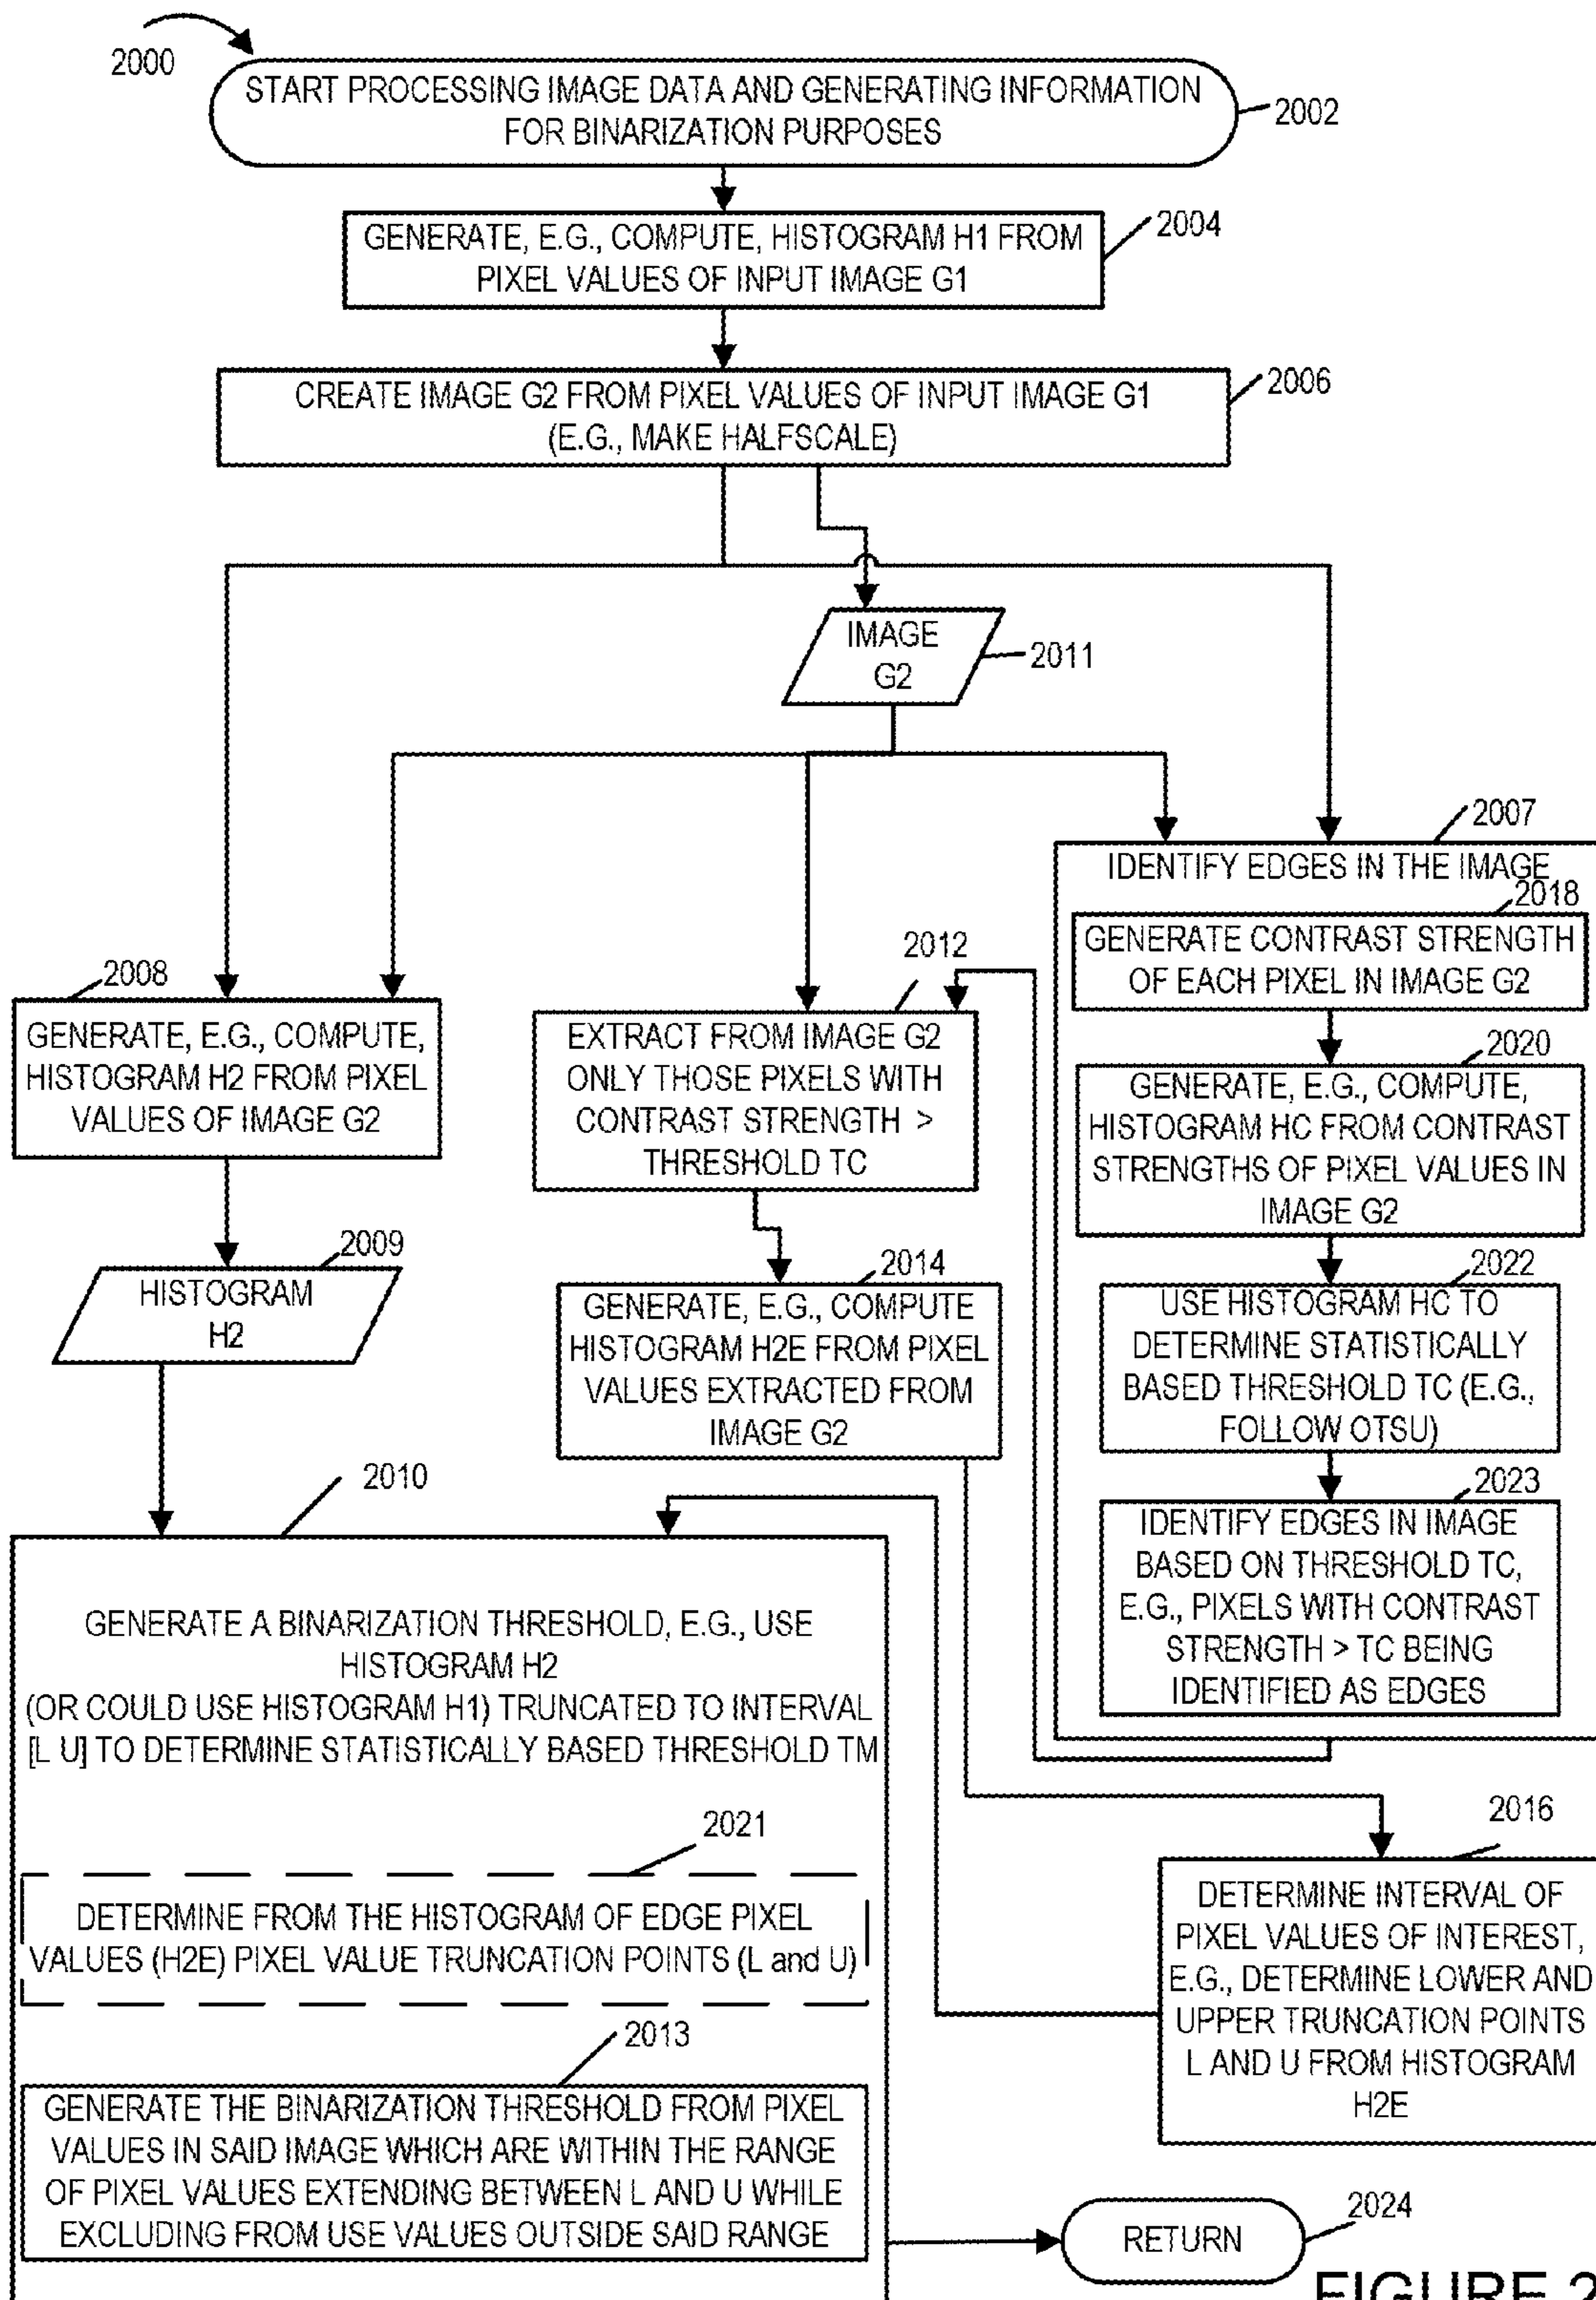 2000
START PROCESSING IMAGE DATA AND GENERATING INFORMATION
FOR BINARIZATION PURPOSES
2002
GENERATE, E.G., COMPUTE, HISTOGRAM H1 FROM
PIXEL VALUES OF INPUT IMAGE G1
2004
CREATE IMAGE G2 FROM PIXEL VALUES OF INPUT IMAGE G1
(E.G., MAKE HALFSCALE)
2006
IMAGE
G2
2011
2007
IDENTIFY EDGES IN THE IMAGE
2018
GENERATE CONTRAST STRENGTH
OF EACH PIXEL IN IMAGE G2
2020
GENERATE, E.G., COMPUTE,
HISTOGRAM HC FROM CONTRAST
STRENGTHS OF PIXEL VALUES IN
IMAGE G2
2022
USE HISTOGRAM HC TO
DETERMINE STATISTICALLY
BASED THRESHOLD TC (E.G.,
FOLLOW OTSU)
2023
IDENTIFY EDGES IN IMAGE
BASED ON THRESHOLD TC,
E.G., PIXELS WITH CONTRAST
STRENGTH > TC BEING
IDENTIFIED AS EDGES
2008
GENERATE, E.G., COMPUTE,
HISTOGRAM H2 FROM PIXEL
VALUES OF IMAGE G2
2012
EXTRACT FROM IMAGE G2
ONLY THOSE PIXELS WITH
CONTRAST STRENGTH >
THRESHOLD TC
2009
HISTOGRAM
H2
2014
GENERATE, E.G., COMPUTE
HISTOGRAM H2E FROM PIXEL
VALUES EXTRACTED FROM
IMAGE G2
2010
GENERATE A BINARIZATION THRESHOLD, E.G., USE
HISTOGRAM H2
(OR COULD USE HISTOGRAM H1) TRUNCATED TO INTERVAL
[L U] TO DETERMINE STATISTICALLY BASED THRESHOLD TM
2021
DETERMINE FROM THE HISTOGRAM OF EDGE PIXEL
VALUES (H2E) PIXEL VALUE TRUNCATION POINTS (L and U)
2013
GENERATE THE BINARIZATION THRESHOLD FROM PIXEL
VALUES IN SAID IMAGE WHICH ARE WITHIN THE RANGE
OF PIXEL VALUES EXTENDING BETWEEN L AND U WHILE
EXCLUDING FROM USE VALUES OUTSIDE SAID RANGE
2016
DETERMINE INTERVAL OF
PIXEL VALUES OF INTEREST,
E.G., DETERMINE LOWER AND
UPPER TRUNCATION POINTS
L AND U FROM HISTOGRAM
H2E
RETURN
2024
FIGURE 2